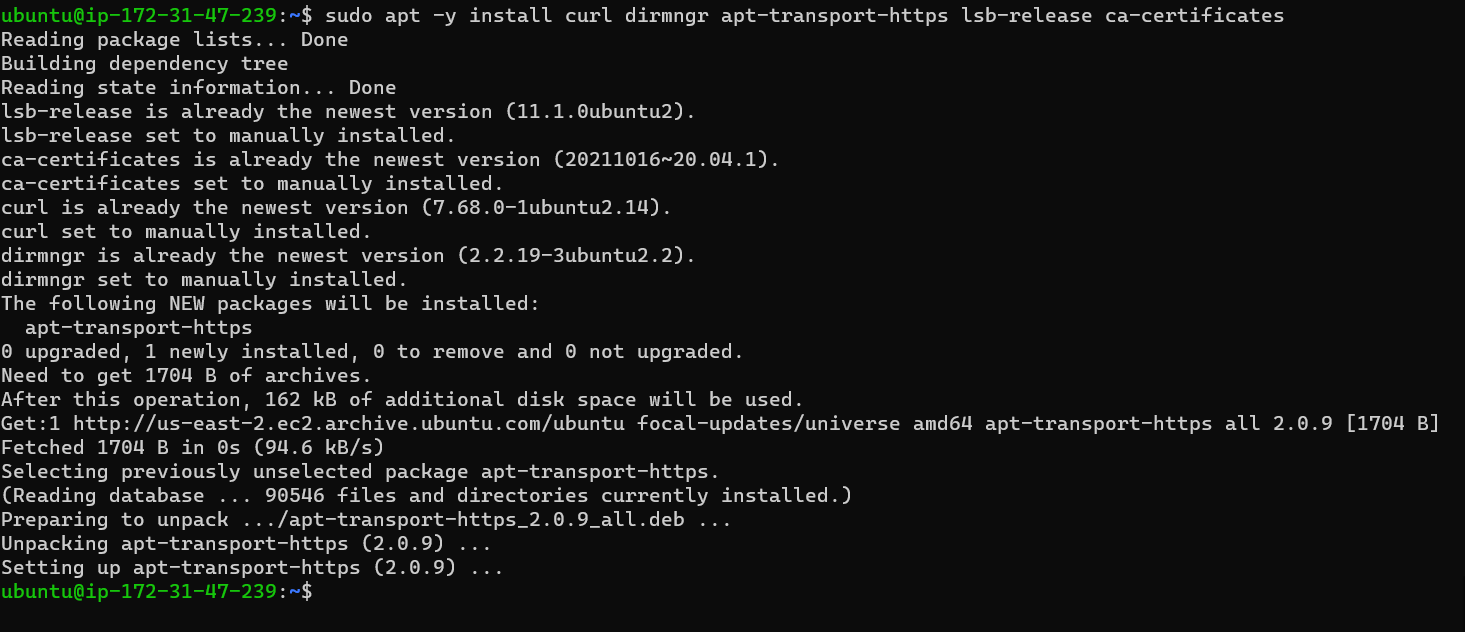 ubuntu@ip-172-31-47-239:~$ sudo apt -y install curl dirmngr apt-transport-https lsb-release ca-certificates
Reading package lists... Done
Building dependency tree
Reading state information... Done
lsb-release is already the newest version (11.1.0ubuntu2).
lsb-release set to manually installed.
ca-certificates is already the newest version (20211016~20.04.1).
ca-certificates set to manually installed.
curl is already the newest version (7.68.0-1ubuntu2.14).
curl set to manually installed.
dirmngr is already the newest version (2.2.19-3ubuntu2.2).
dirmngr set to manually installed.
The following NEW packages will be installed:
  apt-transport-https
0 upgraded, 1 newly installed, 0 to remove and 0 not upgraded.
Need to get 1704 B of archives.
After this operation, 162 kB of additional disk space will be used.
Get:1 http://us-east-2.ec2.archive.ubuntu.com/ubuntu focal-updates/universe amd64 apt-transport-https all 2.0.9 [1704 B]
Fetched 1704 B in 0s (94.6 kB/s)
Selecting previously unselected package apt-transport-https.
(Reading database ... 90546 files and directories currently installed.)
Preparing to unpack .../apt-transport-https_2.0.9_all.deb ...
Unpacking apt-transport-https (2.0.9) ...
Setting up apt-transport-https (2.0.9) ...
ubuntu@ip-172-31-47-239:~$